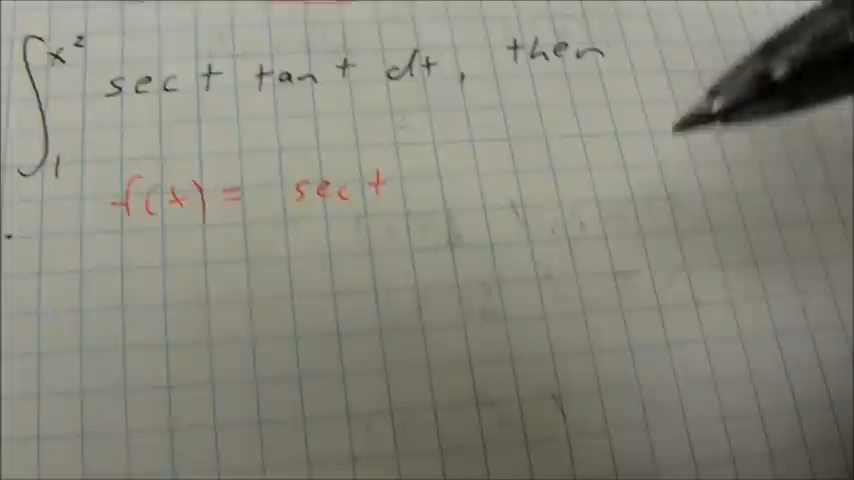 ∫₁^x² sec t tan t dt, then
f(x) = sec t